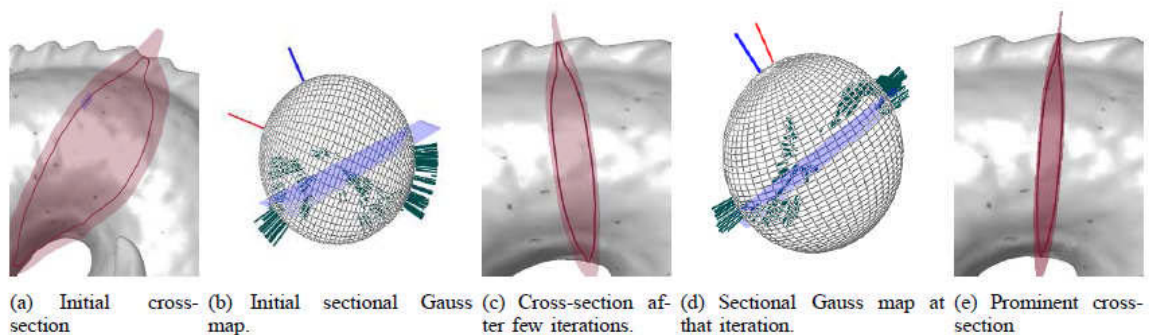 (a) Initial cross-
section
(b) Initial sectional Gauss
map.
(c) Cross-section af-
ter few iterations.
(d) Sectional Gauss map at
that iteration.
(e) Prominent cross-
section